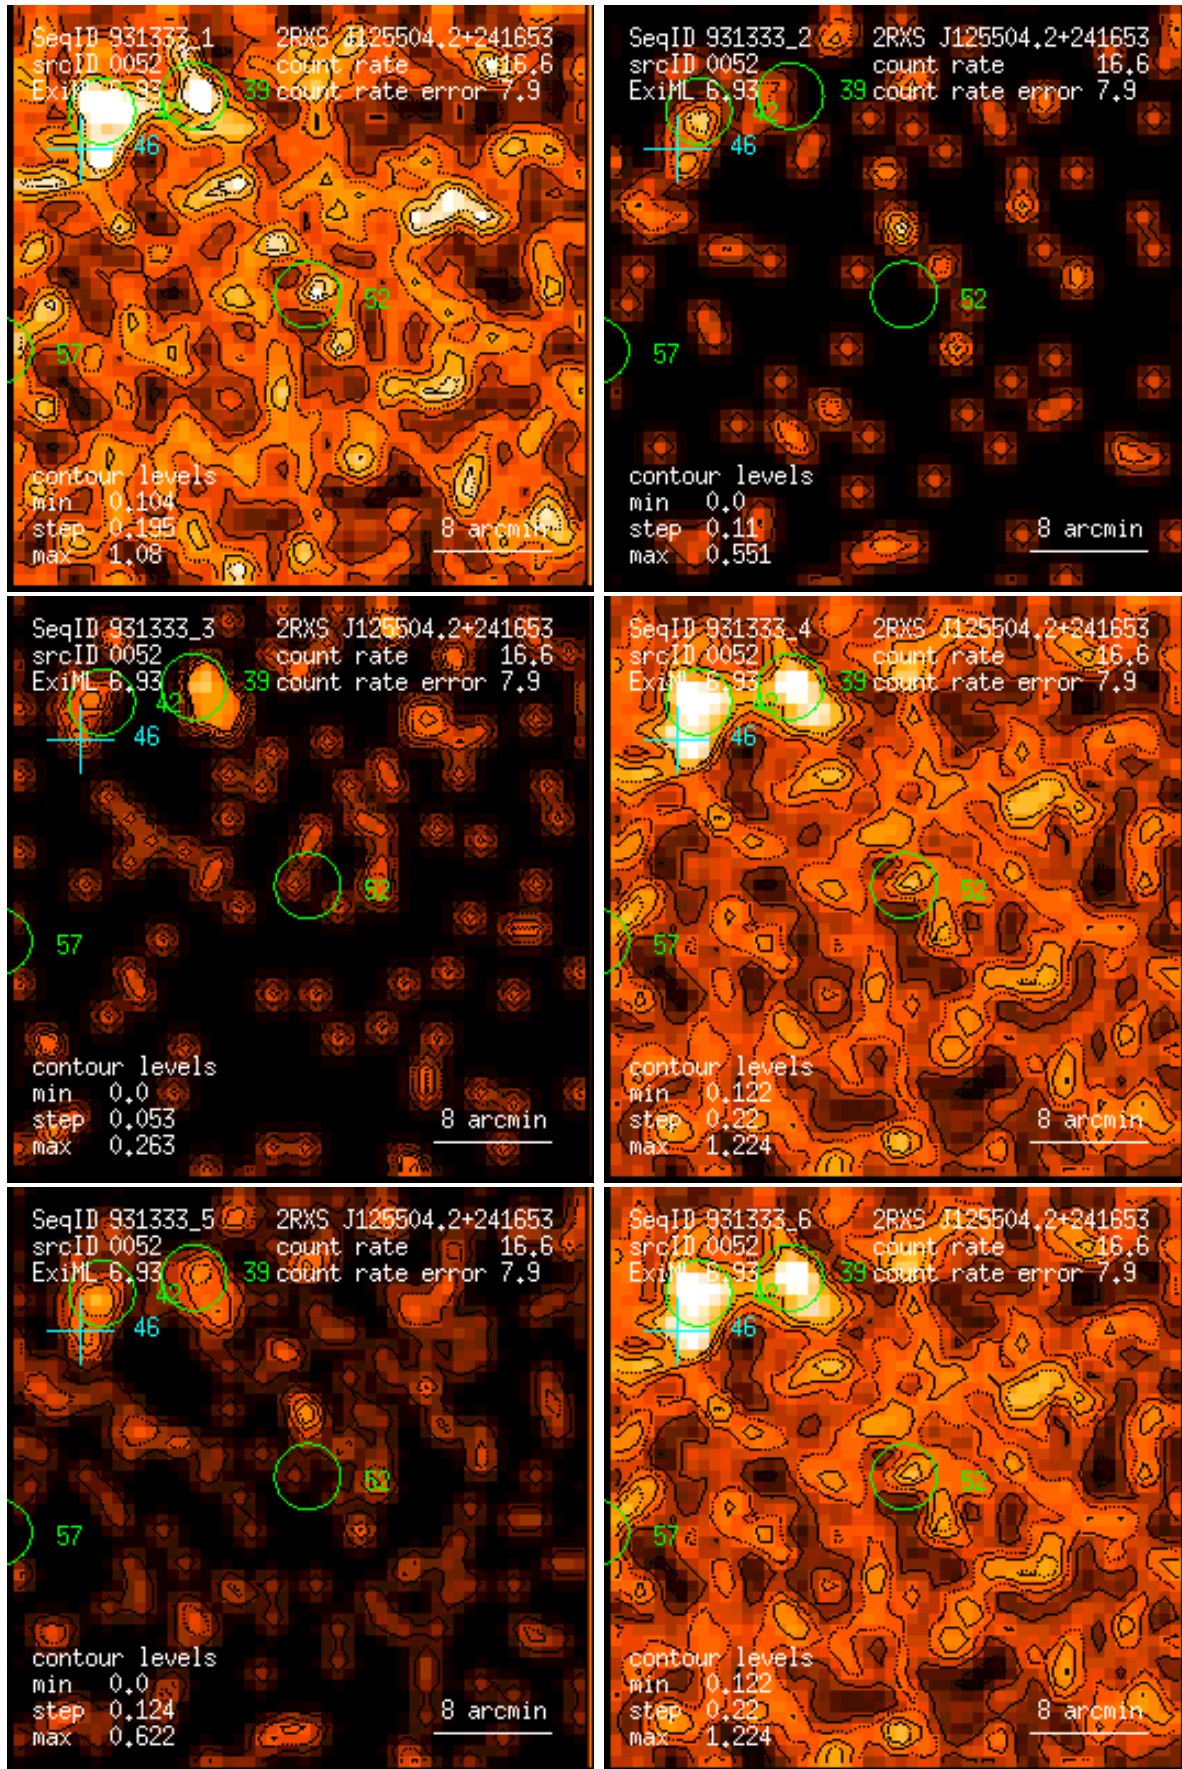 SeqID 931333_1 2RXS J125504.2+241653
srcID 0052 count rate 16.6
ExiML 6.93 42 39 count rate error 7.9
46
52
57
contour levels
min 0.104
step 0.195 8 arcmin
max 1.08
SeqID 931333_2 2RXS J125504.2+241653
srcID 0052 count rate 16.6
ExiML 6.93 42 39 count rate error 7.9
46
52
57
contour levels
min 0.0
step 0.11 8 arcmin
max 0.551
SeqID 931333_3 2RXS J125504.2+241653
srcID 0052 count rate 16.6
ExiML 6.93 42 39 count rate error 7.9
46
52
57
contour levels
min 0.0
step 0.053 8 arcmin
max 0.263
SeqID 931333_4 2RXS J125504.2+241653
srcID 0052 count rate 16.6
ExiML 6.93 42 39 count rate error 7.9
46
52
57
contour levels
min 0.122
step 0.22 8 arcmin
max 1.224
SeqID 931333_5 2RXS J125504.2+241653
srcID 0052 count rate 16.6
ExiML 6.93 42 39 count rate error 7.9
46
52
57
contour levels
min 0.0
step 0.124 8 arcmin
max 0.622
SeqID 931333_6 2RXS J125504.2+241653
srcID 0052 count rate 16.6
ExiML 6.93 42 39 count rate error 7.9
46
52
57
contour levels
min 0.122
step 0.22 8 arcmin
max 1.224